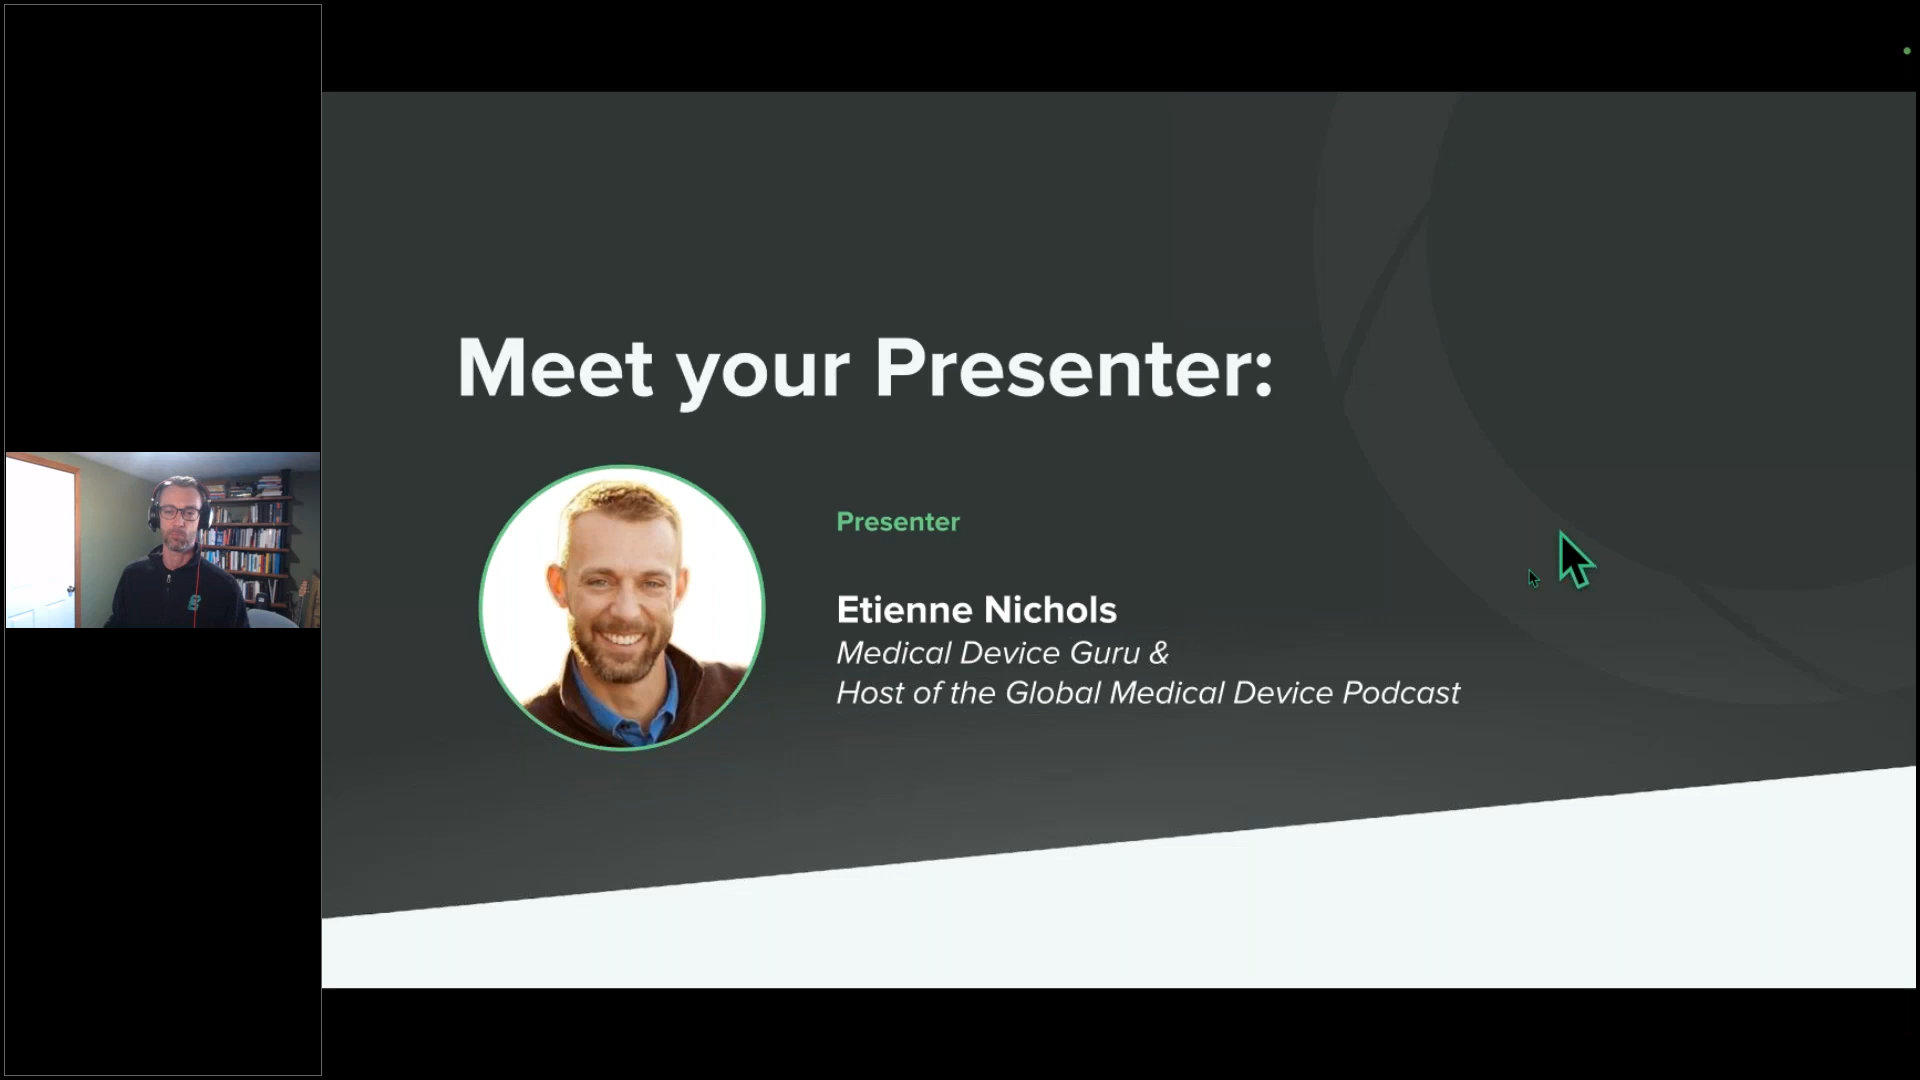 Meet your Presenter:
Presenter
Etienne Nichols
Medical Device Guru &
Host of the Global Medical Device Podcast